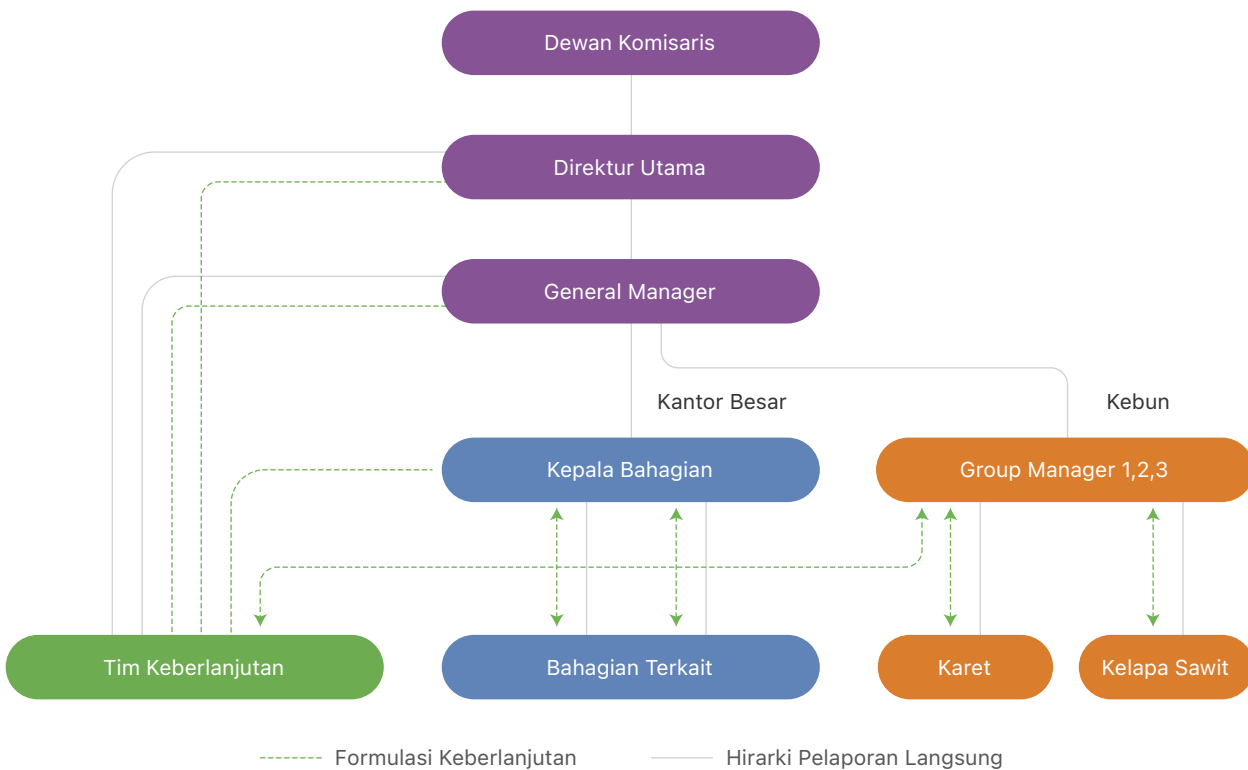 Dewan Komisaris
Direktur Utama
General Manager
Kantor Besar
Kebun
Kepala Bahagian
Group Manager 1,2,3
Tim Keberlanjutan
Bahagian Terkait
Karet
Kelapa Sawit
Formulasi Keberlanjutan
Hirarki Pelaporan Langsung